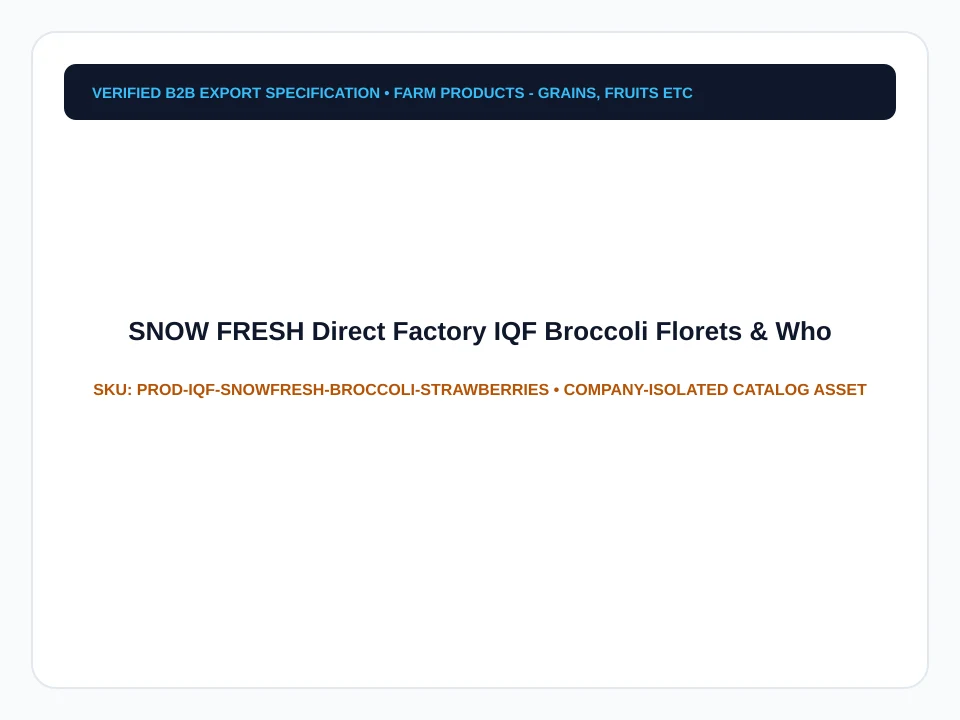 VERIFIED B2B EXPORT SPECIFICATION • FARM PRODUCTS - GRAINS, FRUITS ETC
SNOW FRESH Direct Factory IQF Broccoli Florets & Who
SKU: PROD-IQF-SNOWFRESH-BROCCOLI-STRAWBERRIES • COMPANY-ISOLATED CATALOG ASSET